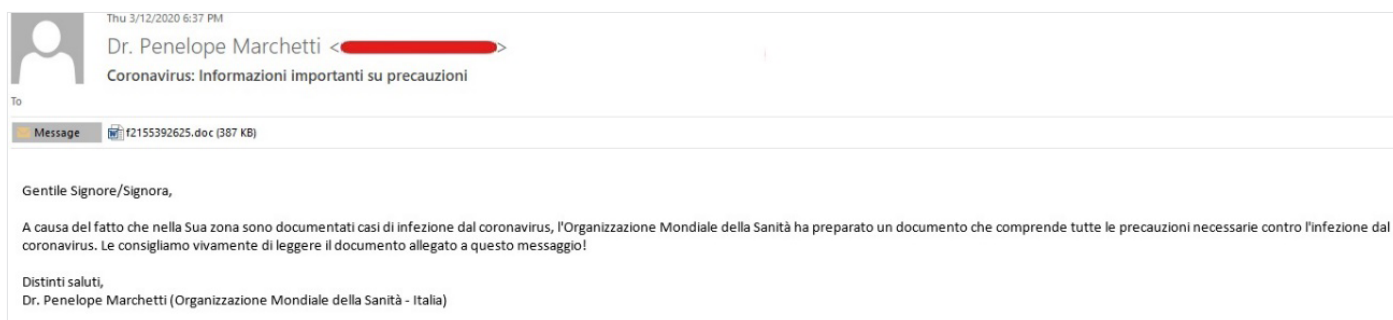 Thu 3/12/2020 6:37 PM
Dr. Penelope Marchetti < >
Coronavirus: Informazioni importanti su precauzioni
To
Message f2155392625.doc (387 KB)
Gentile Signore/Signora,
A causa del fatto che nella Sua zona sono documentati casi di infezione dal coronavirus, l'Organizzazione Mondiale della Sanità ha preparato un documento che comprende tutte le precauzioni necessarie contro l'infezione dal
coronavirus. Le consigliamo vivamente di leggere il documento allegato a questo messaggio!
Distinti saluti,
Dr. Penelope Marchetti (Organizzazione Mondiale della Sanità - Italia)